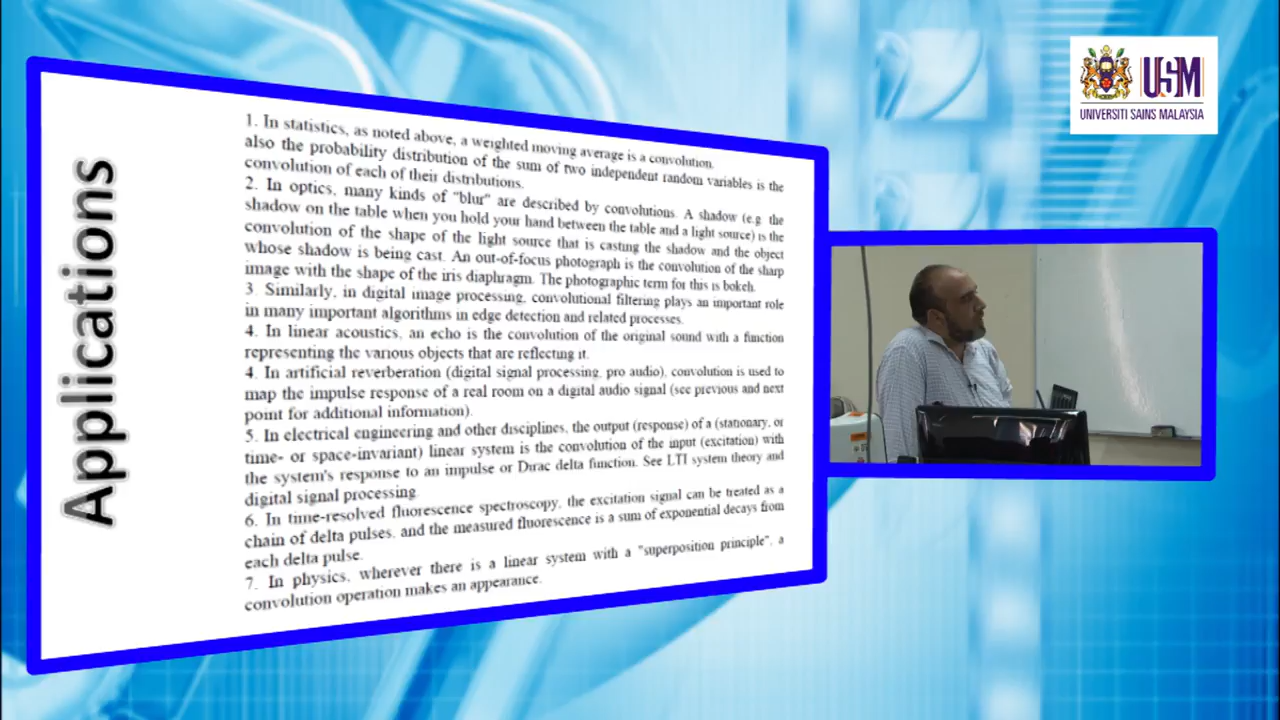 USM
UNIVERSITI SAINS MALAYSIA
Applications
1. In statistics, as noted above, a weighted moving average is a convolution.
also the probability distribution of the sum of two independent random variables is the
convolution of each of their distributions.
2. In optics, many kinds of "blur" are described by convolutions. A shadow (e.g. the
shadow on the table when you hold your hand between the table and a light source) is the
convolution of the shape of the light source that is casting the shadow and the object
whose shadow is being cast. An out-of-focus photograph is the convolution of the sharp
image with the shape of the iris diaphragm. The photographic term for this is bokeh.
3. Similarly, in digital image processing, convolutional filtering plays an important role
in many important algorithms in edge detection and related processes.
4. In linear acoustics, an echo is the convolution of the original sound with a function
representing the various objects that are reflecting it.
4. In artificial reverberation (digital signal processing, pro audio), convolution is used to
map the impulse response of a real room on a digital audio signal (see previous and next
point for additional information).
5. In electrical engineering and other disciplines, the output (response) of a (stationary, or
time- or space-invariant) linear system is the convolution of the input (excitation) with
the system's response to an impulse or Dirac delta function. See LTI system theory and
digital signal processing.
6. In time-resolved fluorescence spectroscopy, the excitation signal can be treated as a
chain of delta pulses, and the measured fluorescence is a sum of exponential decays from
each delta pulse.
7. In physics, wherever there is a linear system with a "superposition principle", a
convolution operation makes an appearance.